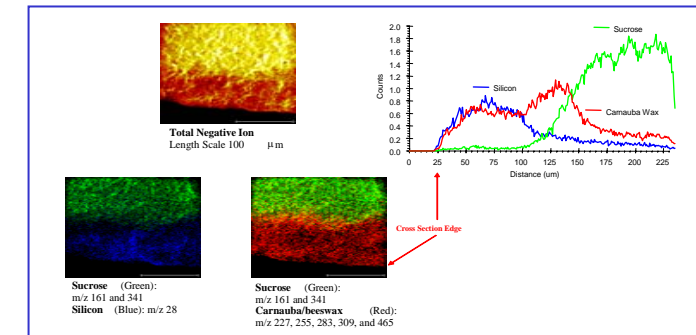 Total Negative Ion
Length Scale 100 μm
2.0
1.8
1.6
1.4
1.2
1.0
0.8
0.6
0.4
0.2
0.0
Counts
Sucrose
Silicon
Carnauba Wax
0 25 50 75 100 125 150 175 200 225
Distance (um)
Cross Section Edge
Sucrose (Green):
m/z 161 and 341
Silicon (Blue): m/z 28
Sucrose (Green):
m/z 161 and 341
Carnauba/beeswax (Red):
m/z 227, 255, 283, 309, and 465